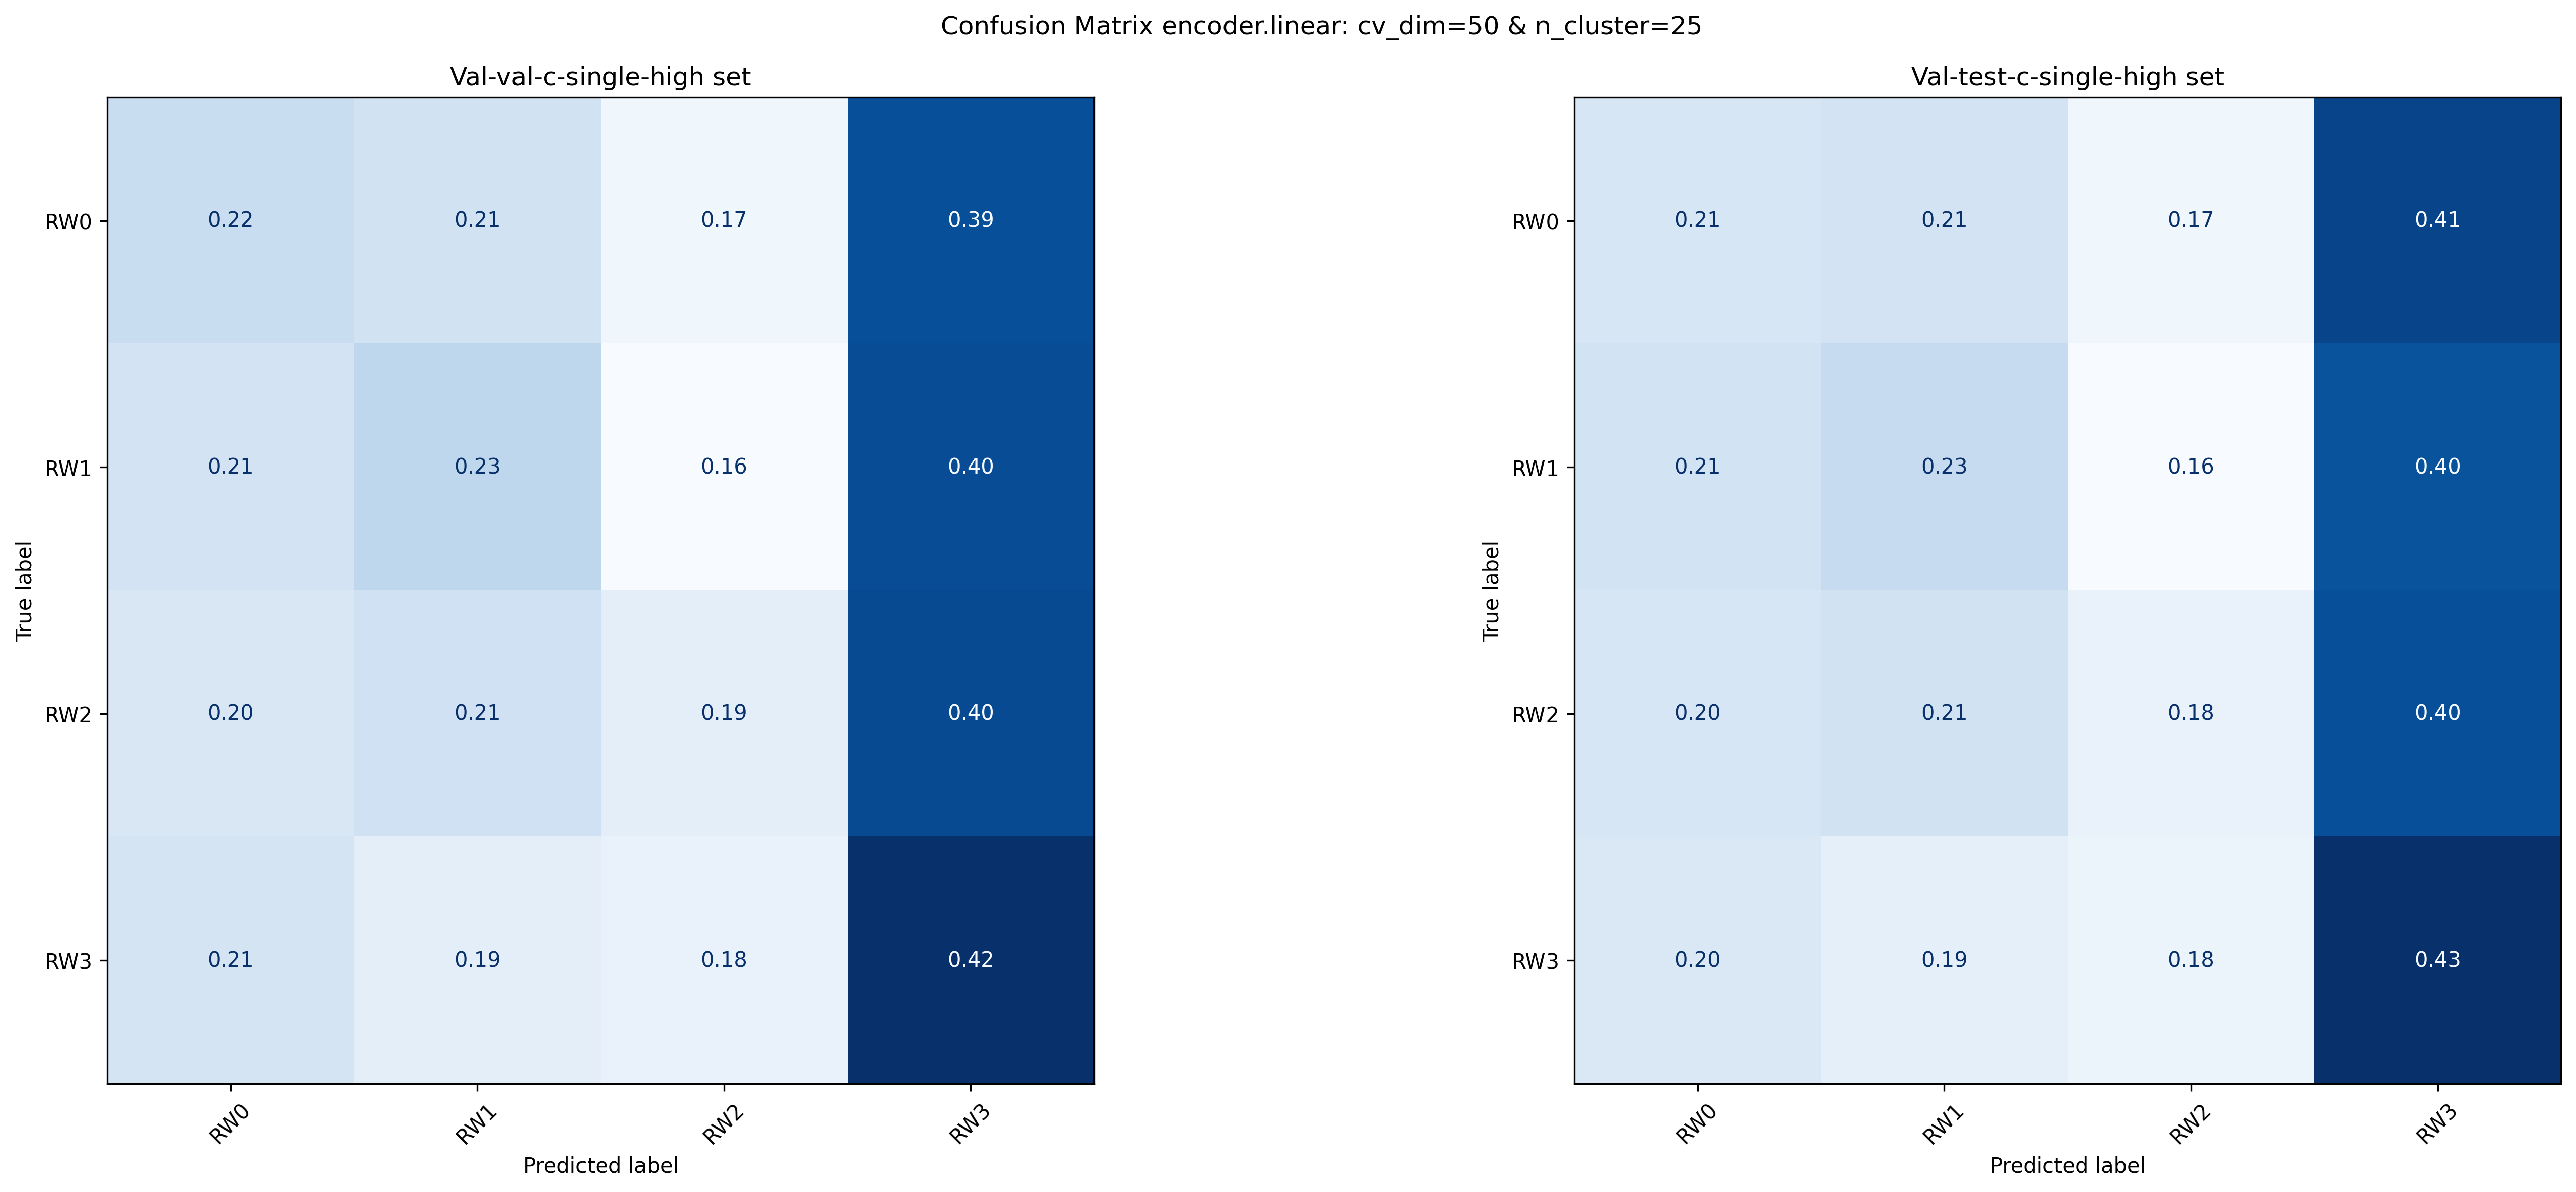 Confusion Matrix encoder.linear: cv_dim=50 & n_cluster=25
Val-val-c-single-high set
True label
RW0 0.22 0.21 0.17 0.39
RW1 0.21 0.23 0.16 0.40
RW2 0.20 0.21 0.19 0.40
RW3 0.21 0.19 0.18 0.42
RW0 RW1 RW2 RW3
Predicted label
Val-test-c-single-high set
True label
RW0 0.21 0.21 0.17 0.41
RW1 0.21 0.23 0.16 0.40
RW2 0.20 0.21 0.18 0.40
RW3 0.20 0.19 0.18 0.43
RW0 RW1 RW2 RW3
Predicted label